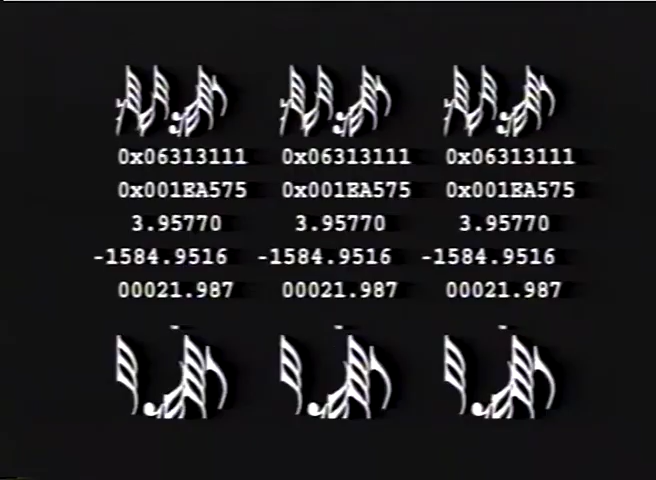 0x06313111 0x06313111 0x06313111
0x001EA575 0x001EA575 0x001EA575
3.95770 3.95770 3.95770
-1584.9516 -1584.9516 -1584.9516
00021.987 00021.987 00021.987